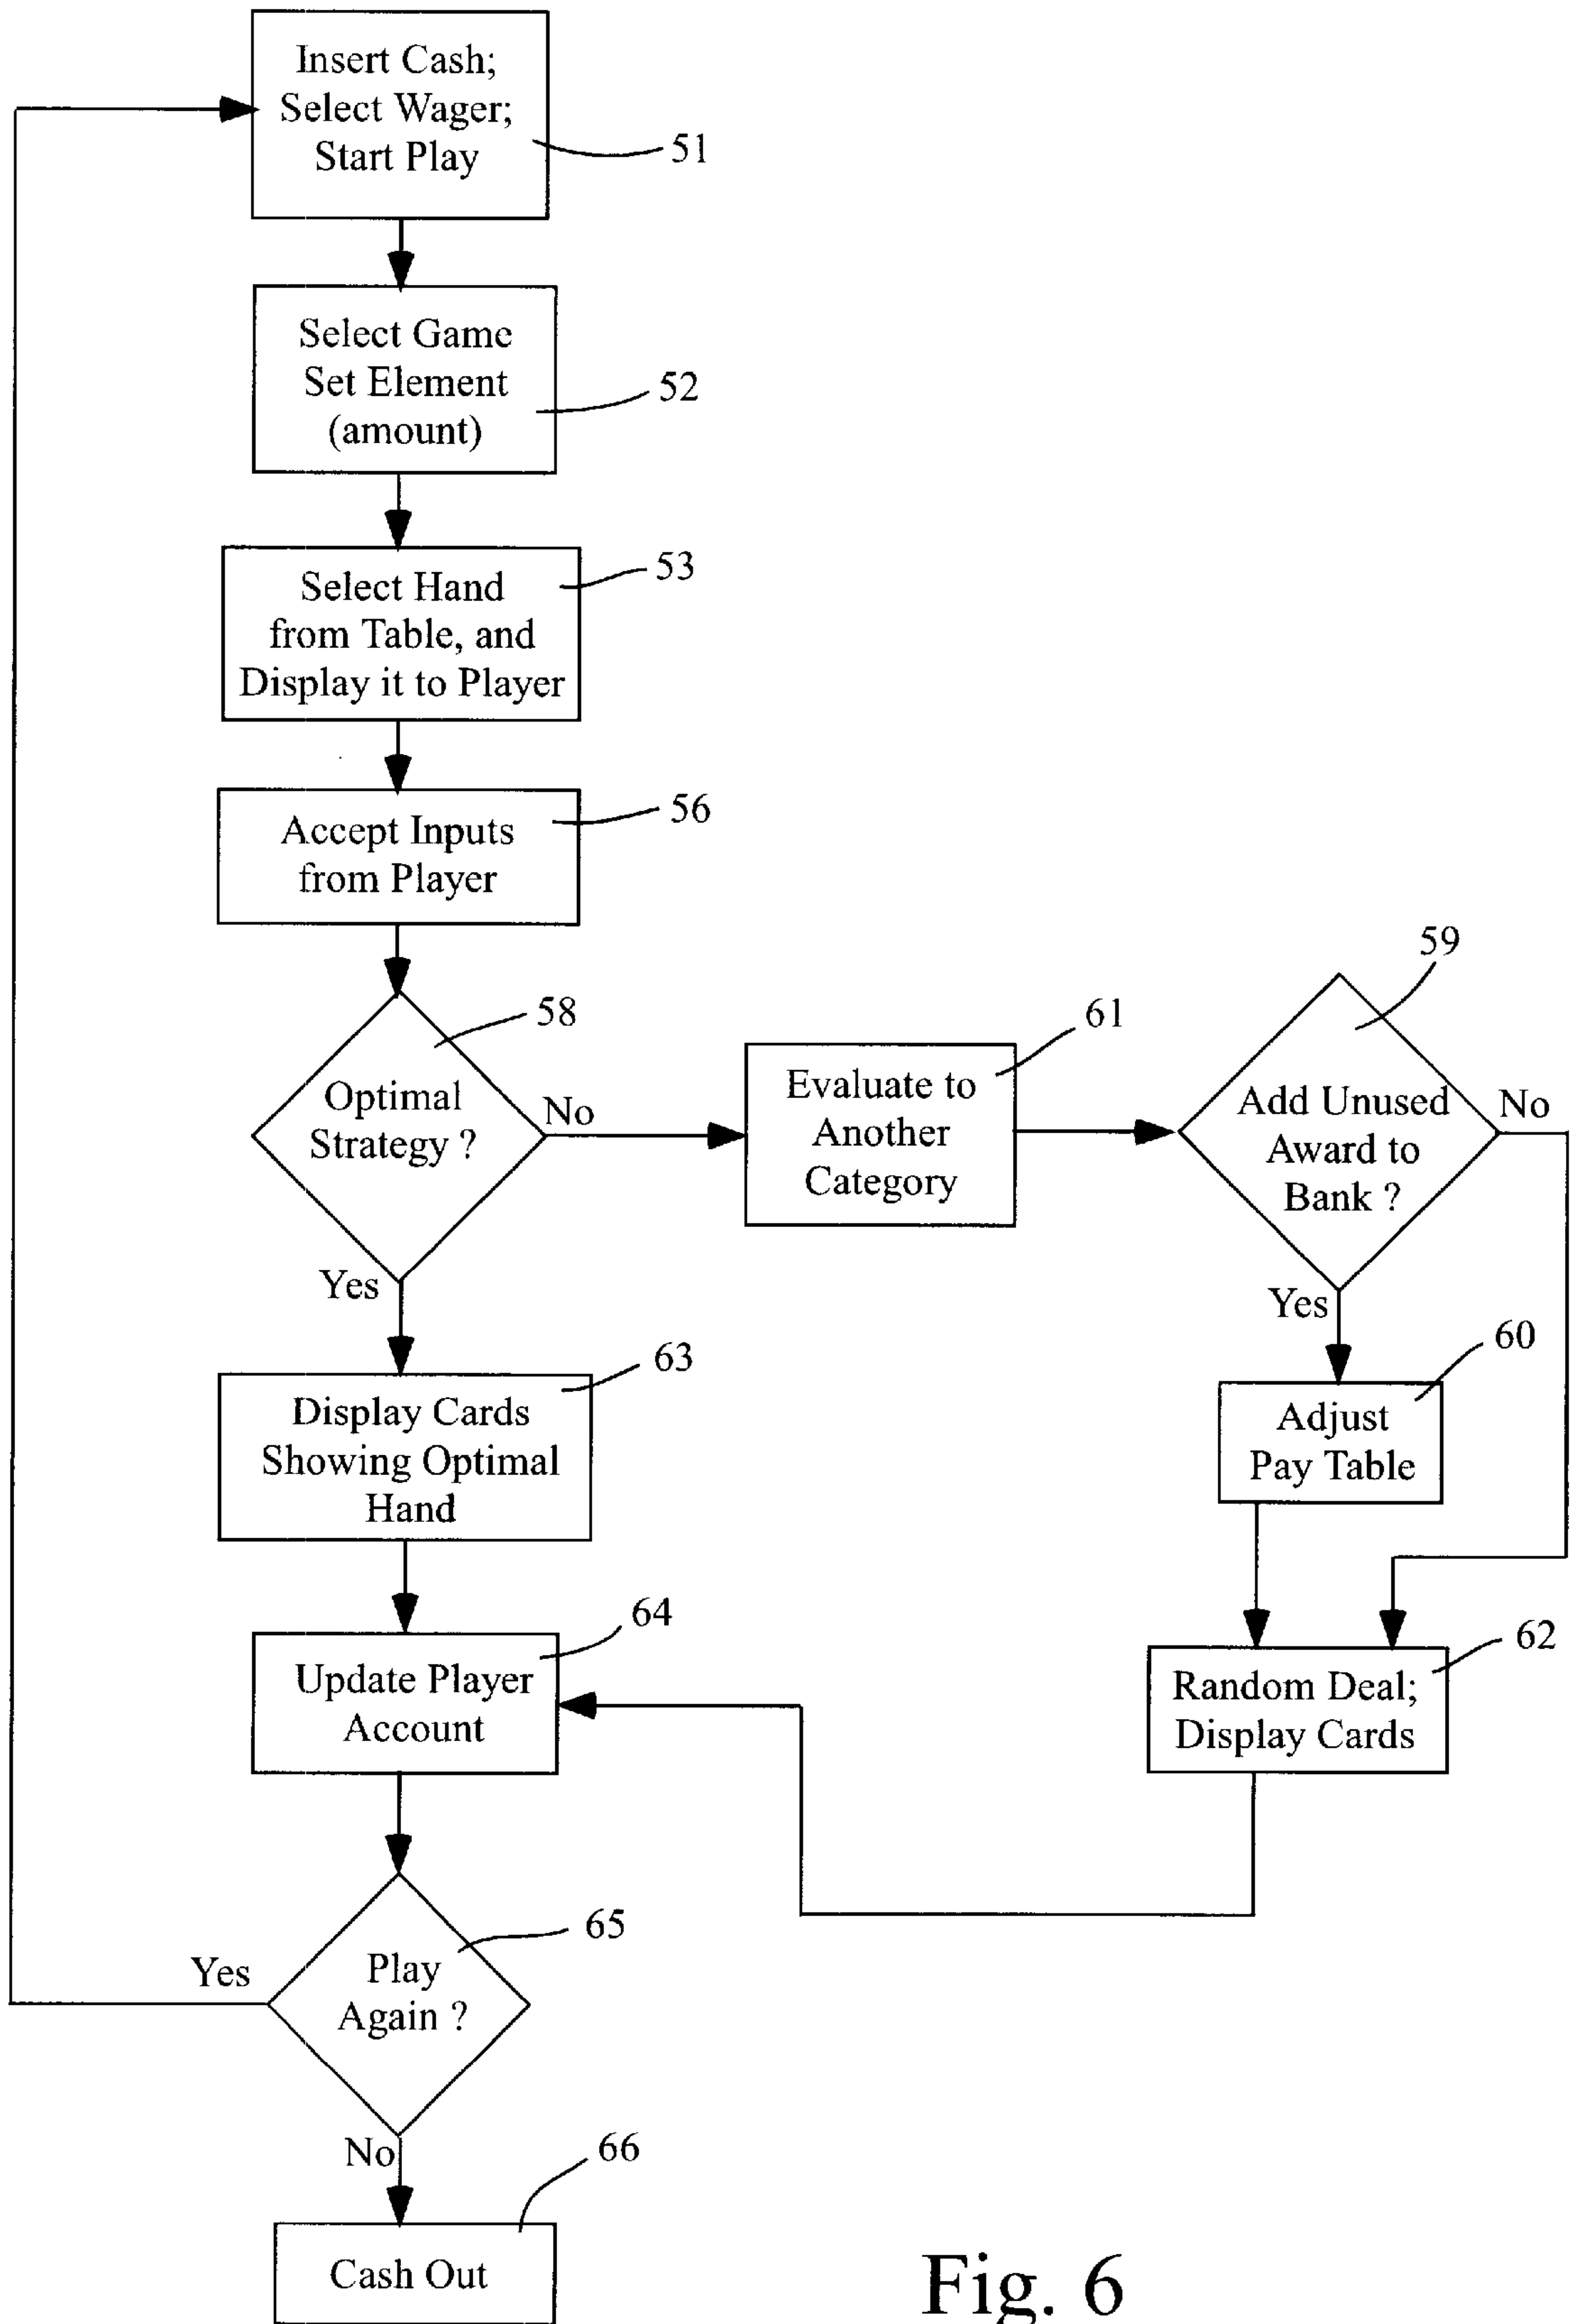 Insert Cash;
Select Wager;
Start Play
51
Select Game
Set Element
(amount)
52
Select Hand
from Table, and
Display it to Player
53
Accept Inputs
from Player
56
Optimal
Strategy ?
58
No
Yes
Evaluate to
Another
Category
61
Add Unused
Award to
Bank ?
59
No
Yes
Adjust
Pay Table
60
Random Deal;
Display Cards
62
Display Cards
Showing Optimal
Hand
63
Update Player
Account
64
Play
Again ?
65
Yes
No
Cash Out
66
Fig. 6